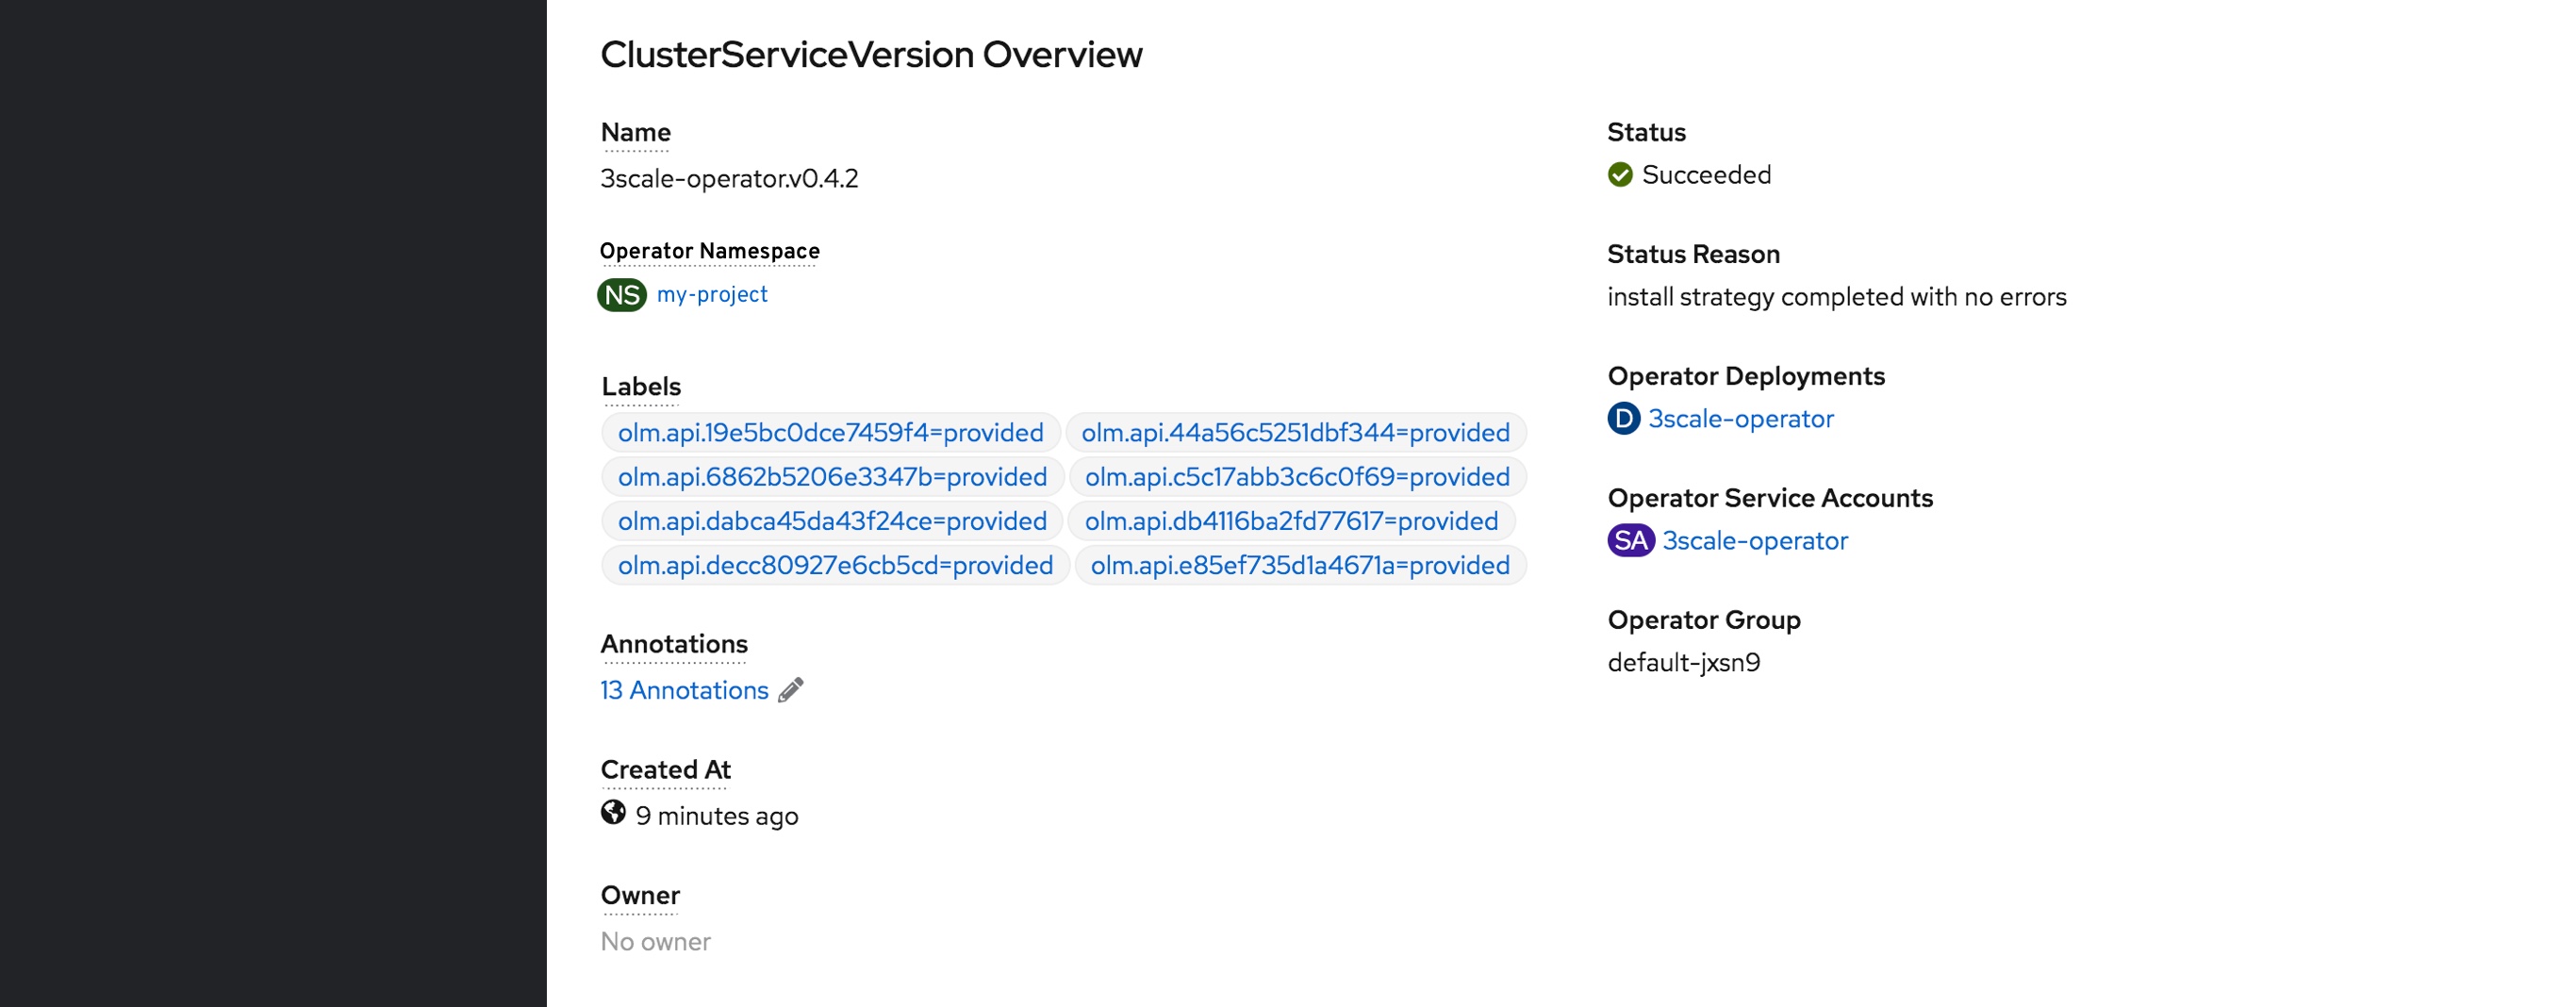 ClusterServiceVersion Overview
Name
3scale-operator.v0.4.2
Operator Namespace
NS my-project
Labels
olm.api.19e5bc0dce7459f4=provided olm.api.44a56c5251dbf344=provided
olm.api.6862b5206e3347b=provided olm.api.c5c17abb3c6c0f69=provided
olm.api.dabca45da43f24ce=provided olm.api.db4116ba2fd77617=provided
olm.api.decc80927e6cb5cd=provided olm.api.e85ef735d1a4671a=provided
Annotations
13 Annotations
Created At
9 minutes ago
Owner
No owner
Status
Succeeded
Status Reason
install strategy completed with no errors
Operator Deployments
D 3scale-operator
Operator Service Accounts
SA 3scale-operator
Operator Group
default-jxsn9